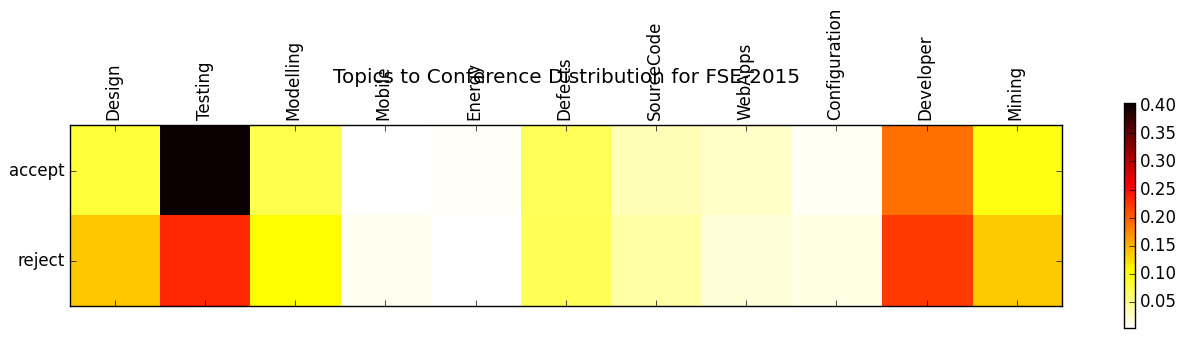 Topics to Conference Distribution for FSE-2015
Design
Testing
Modelling
Mobile
Energy
Defects
SourceCode
WebApps
Configuration
Developer
Mining
accept
reject
0.40
0.35
0.30
0.25
0.20
0.15
0.10
0.05